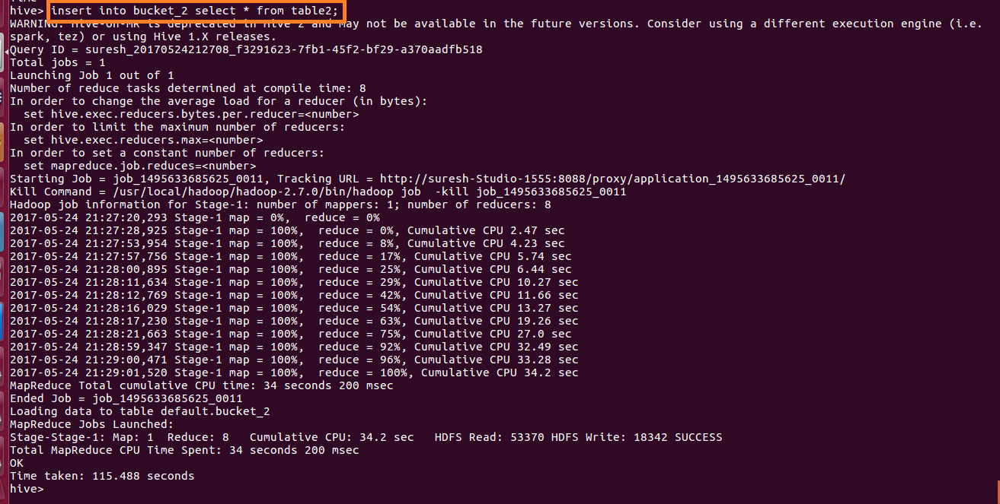 hive> insert into bucket_2 select * from table2;
WARNING: Hive-on-MR is deprecated in Hive 2 and may not be available in the future versions. Consider using a different execution engine (i.e.
spark, tez) or using Hive 1.X releases.
Query ID = suresh_20170524212708_f3291623-7fb1-45f2-bf29-a370aadfb518
Total jobs = 1
Launching Job 1 out of 1
Number of reduce tasks determined at compile time: 8
In order to change the average load for a reducer (in bytes):
  set hive.exec.reducers.bytes.per.reducer=<number>
In order to limit the maximum number of reducers:
  set hive.exec.reducers.max=<number>
In order to set a constant number of reducers:
  set mapreduce.job.reduces=<number>
Starting Job = job_1495633685625_0011, Tracking URL = http://suresh-Studio-1555:8088/proxy/application_1495633685625_0011/
Kill Command = /usr/local/hadoop/hadoop-2.7.0/bin/hadoop job  -kill job_1495633685625_0011
Hadoop job information for Stage-1: number of mappers: 1; number of reducers: 8
2017-05-24 21:27:20,293 Stage-1 map = 0%,  reduce = 0%
2017-05-24 21:27:28,925 Stage-1 map = 100%,  reduce = 0%, Cumulative CPU 2.47 sec
2017-05-24 21:27:53,954 Stage-1 map = 100%,  reduce = 8%, Cumulative CPU 4.23 sec
2017-05-24 21:27:57,756 Stage-1 map = 100%,  reduce = 17%, Cumulative CPU 5.74 sec
2017-05-24 21:28:00,895 Stage-1 map = 100%,  reduce = 25%, Cumulative CPU 6.44 sec
2017-05-24 21:28:11,634 Stage-1 map = 100%,  reduce = 29%, Cumulative CPU 10.27 sec
2017-05-24 21:28:12,769 Stage-1 map = 100%,  reduce = 42%, Cumulative CPU 11.66 sec
2017-05-24 21:28:16,029 Stage-1 map = 100%,  reduce = 54%, Cumulative CPU 13.27 sec
2017-05-24 21:28:17,230 Stage-1 map = 100%,  reduce = 63%, Cumulative CPU 19.26 sec
2017-05-24 21:28:21,663 Stage-1 map = 100%,  reduce = 75%, Cumulative CPU 27.0 sec
2017-05-24 21:28:59,347 Stage-1 map = 100%,  reduce = 92%, Cumulative CPU 32.49 sec
2017-05-24 21:29:00,471 Stage-1 map = 100%,  reduce = 96%, Cumulative CPU 33.28 sec
2017-05-24 21:29:01,520 Stage-1 map = 100%,  reduce = 100%, Cumulative CPU 34.2 sec
MapReduce Total cumulative CPU time: 34 seconds 200 msec
Ended Job = job_1495633685625_0011
Loading data to table default.bucket_2
MapReduce Jobs Launched:
Stage-Stage-1: Map: 1  Reduce: 8   Cumulative CPU: 34.2 sec   HDFS Read: 53370 HDFS Write: 18342 SUCCESS
Total MapReduce CPU Time Spent: 34 seconds 200 msec
OK
Time taken: 115.488 seconds
hive>